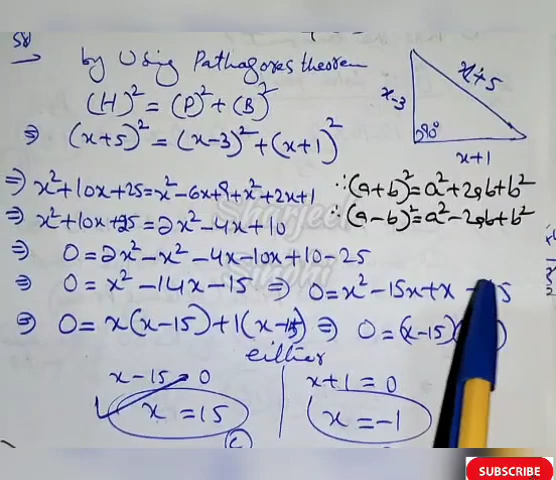 58
by Using Pathagores theorem
(H)² = (P)² + (B)²
⇒ (x+5)² = (x-3)² + (x+1)²
x-3
x+5
90°
x+1
⇒ x²+10x+25=x²-6x+9+x²+2x+1 ∵(a+b)²=a²+2ab+b²
⇒ x²+10x+25 = 2x²-4x+10 ∵(a-b)²=a²-2ab+b²
⇒ 0= 2x²-x²-4x-10x+10-25
⇒ 0= x²-14x-15 ⇒ 0=x²-15x+x
⇒ 0= x(x-15)+1(x-15) ⇒ 0=(x-15)
either
x-15=0
x = 15
x+1 = 0
x = -1
Sharjeel
Singhi
SUBSCRIBE